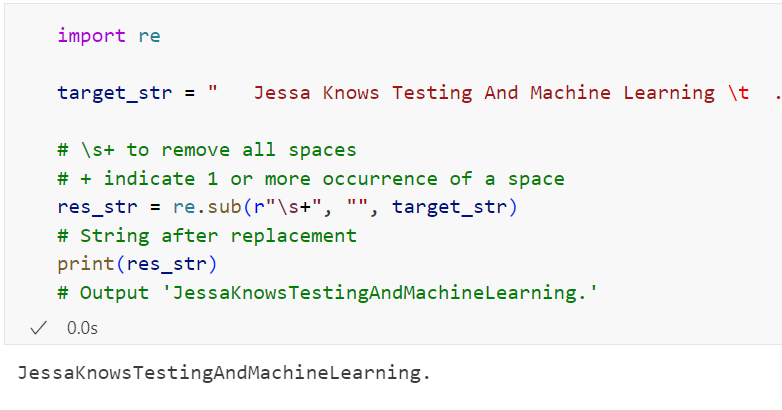 import re
target_str = "   Jessa Knows Testing And Machine Learning \t  .
# \s+ to remove all spaces
# + indicate 1 or more occurrence of a space
res_str = re.sub(r"\s+", "", target_str)
# String after replacement
print(res_str)
# Output 'JessaKnowsTestingAndMachineLearning.'
0.0s
JessaKnowsTestingAndMachineLearning.